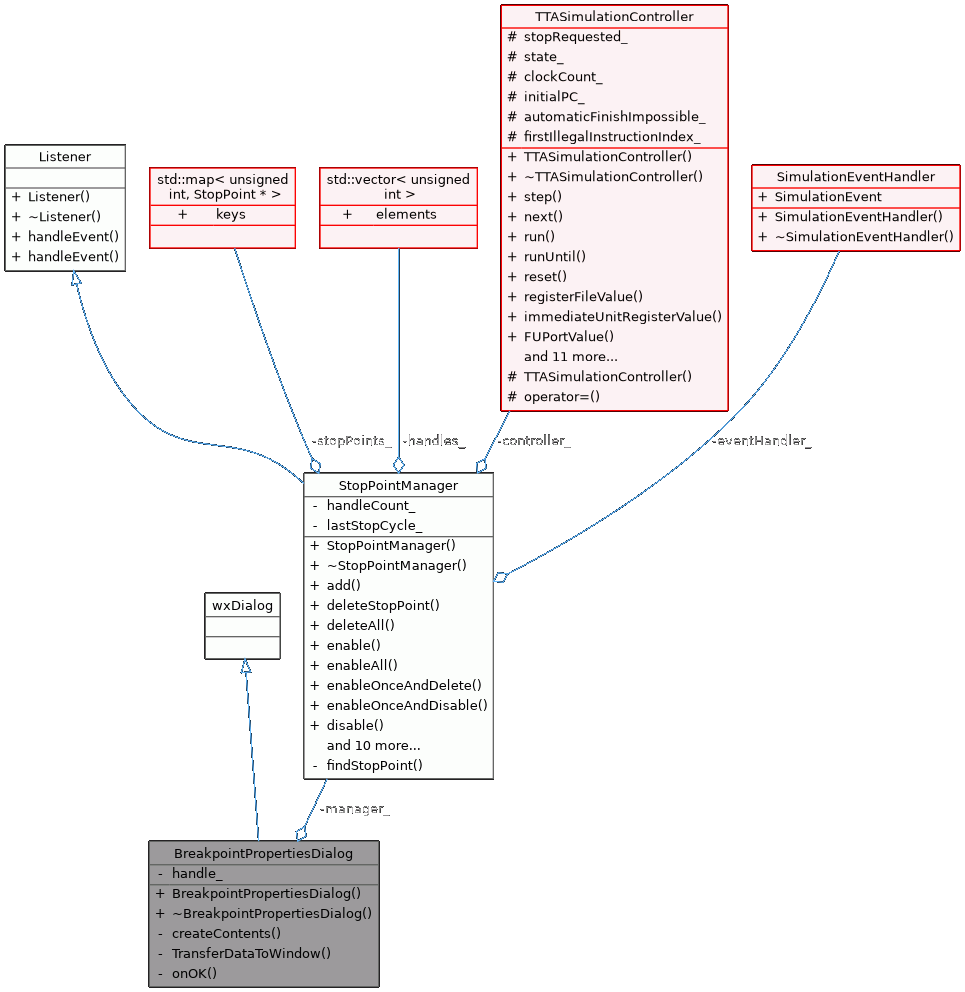 TTASimulationController
# stopRequested_
# state_
# clockCount_
# initialPC_
# automaticFinishImpossible_
# firstIllegalInstructionIndex_
+ TTASimulationController()
+ ~TTASimulationController()
+ step()
+ next()
+ run()
+ runUntil()
+ reset()
+ registerFileValue()
+ immediateUnitRegisterValue()
+ FUPortValue()
and 11 more...
# TTASimulationController()
# operator=()
Listener
+ Listener()
+ ~Listener()
+ handleEvent()
+ handleEvent()
std::map< unsigned
int, StopPoint * >
+ keys
std::vector< unsigned
int >
+ elements
SimulationEventHandler
+ SimulationEvent
+ SimulationEventHandler()
+ ~SimulationEventHandler()
-stopPoints_
-handles_
-controller_
-eventHandler_
StopPointManager
- handleCount_
- lastStopCycle_
+ StopPointManager()
+ ~StopPointManager()
+ add()
+ deleteStopPoint()
+ deleteAll()
+ enable()
+ enableAll()
+ enableOnceAndDelete()
+ enableOnceAndDisable()
+ disable()
and 10 more...
- findStopPoint()
wxDialog
-manager_
BreakpointPropertiesDialog
- handle_
+ BreakpointPropertiesDialog()
+ ~BreakpointPropertiesDialog()
- createContents()
- TransferDataToWindow()
- onOK()